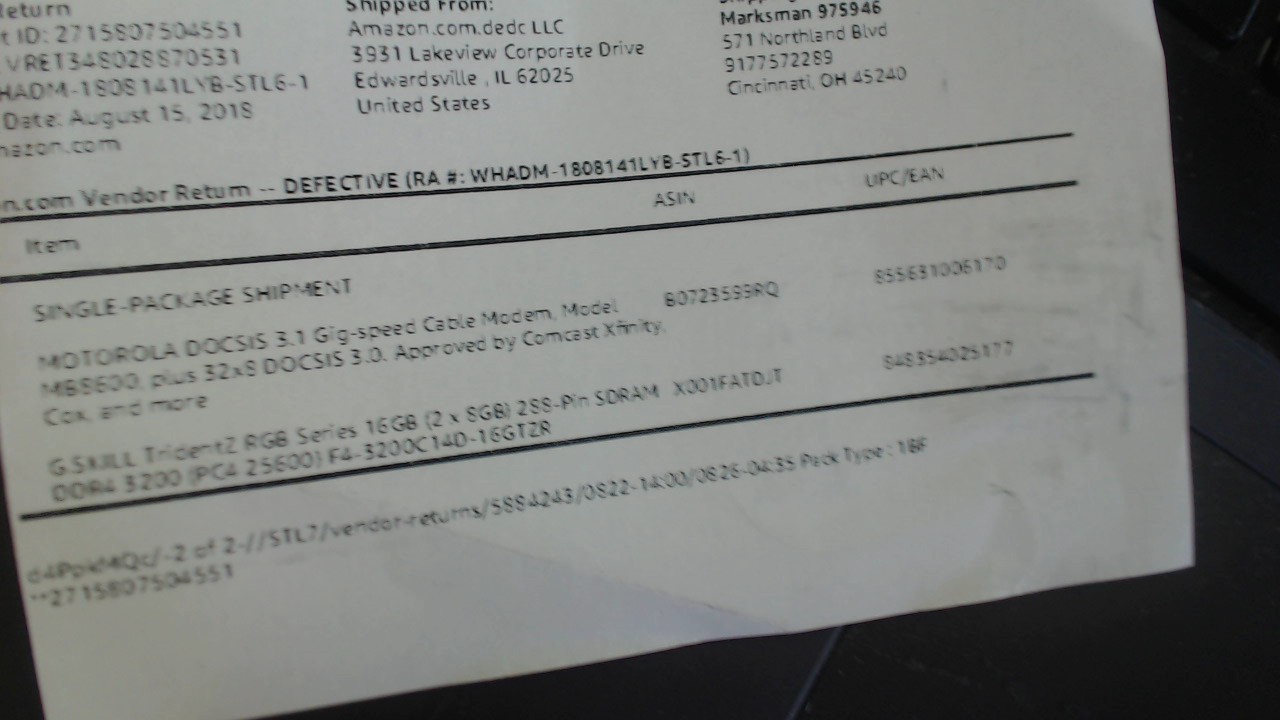 Return
Shipped From:
t ID: 2715807504551
Amazon.com.dedc LLC
Marksman 975946
VRET348028870531
3931 Lakeview Corporate Drive
571 Northland Blvd
HADM-1808141LYB-STL6-1
Edwardsville , IL 62025
9177572289
Date: August 15, 2018
United States
Cincinnati, OH 45240
mazon.com
n.com Vendor Return -- DEFECTIVE (RA #: WHADM-1808141LYB-STL6-1)
Item
ASIN
UPC/EAN
SINGLE-PACKAGE SHIPMENT
MOTOROLA DOCSIS 3.1 Gig-speed Cable Modem, Model B0723599RQ 855631006170
MB8600, plus 32x8 DOCSIS 3.0. Approved by Comcast Xfinity,
Cox, and more
G.SKILL TridentZ RGB Series 16GB (2 x 8GB) 288-Pin SDRAM X001FATDJT 848354025177
DDR4 3200 (PC4 25600) F4-3200C14D-16GTZR
-2 of 2-//STL7/vendor-returns/5884243/0822-14:00/0826-04:35 Pack Type : 1BF
**2715807504551